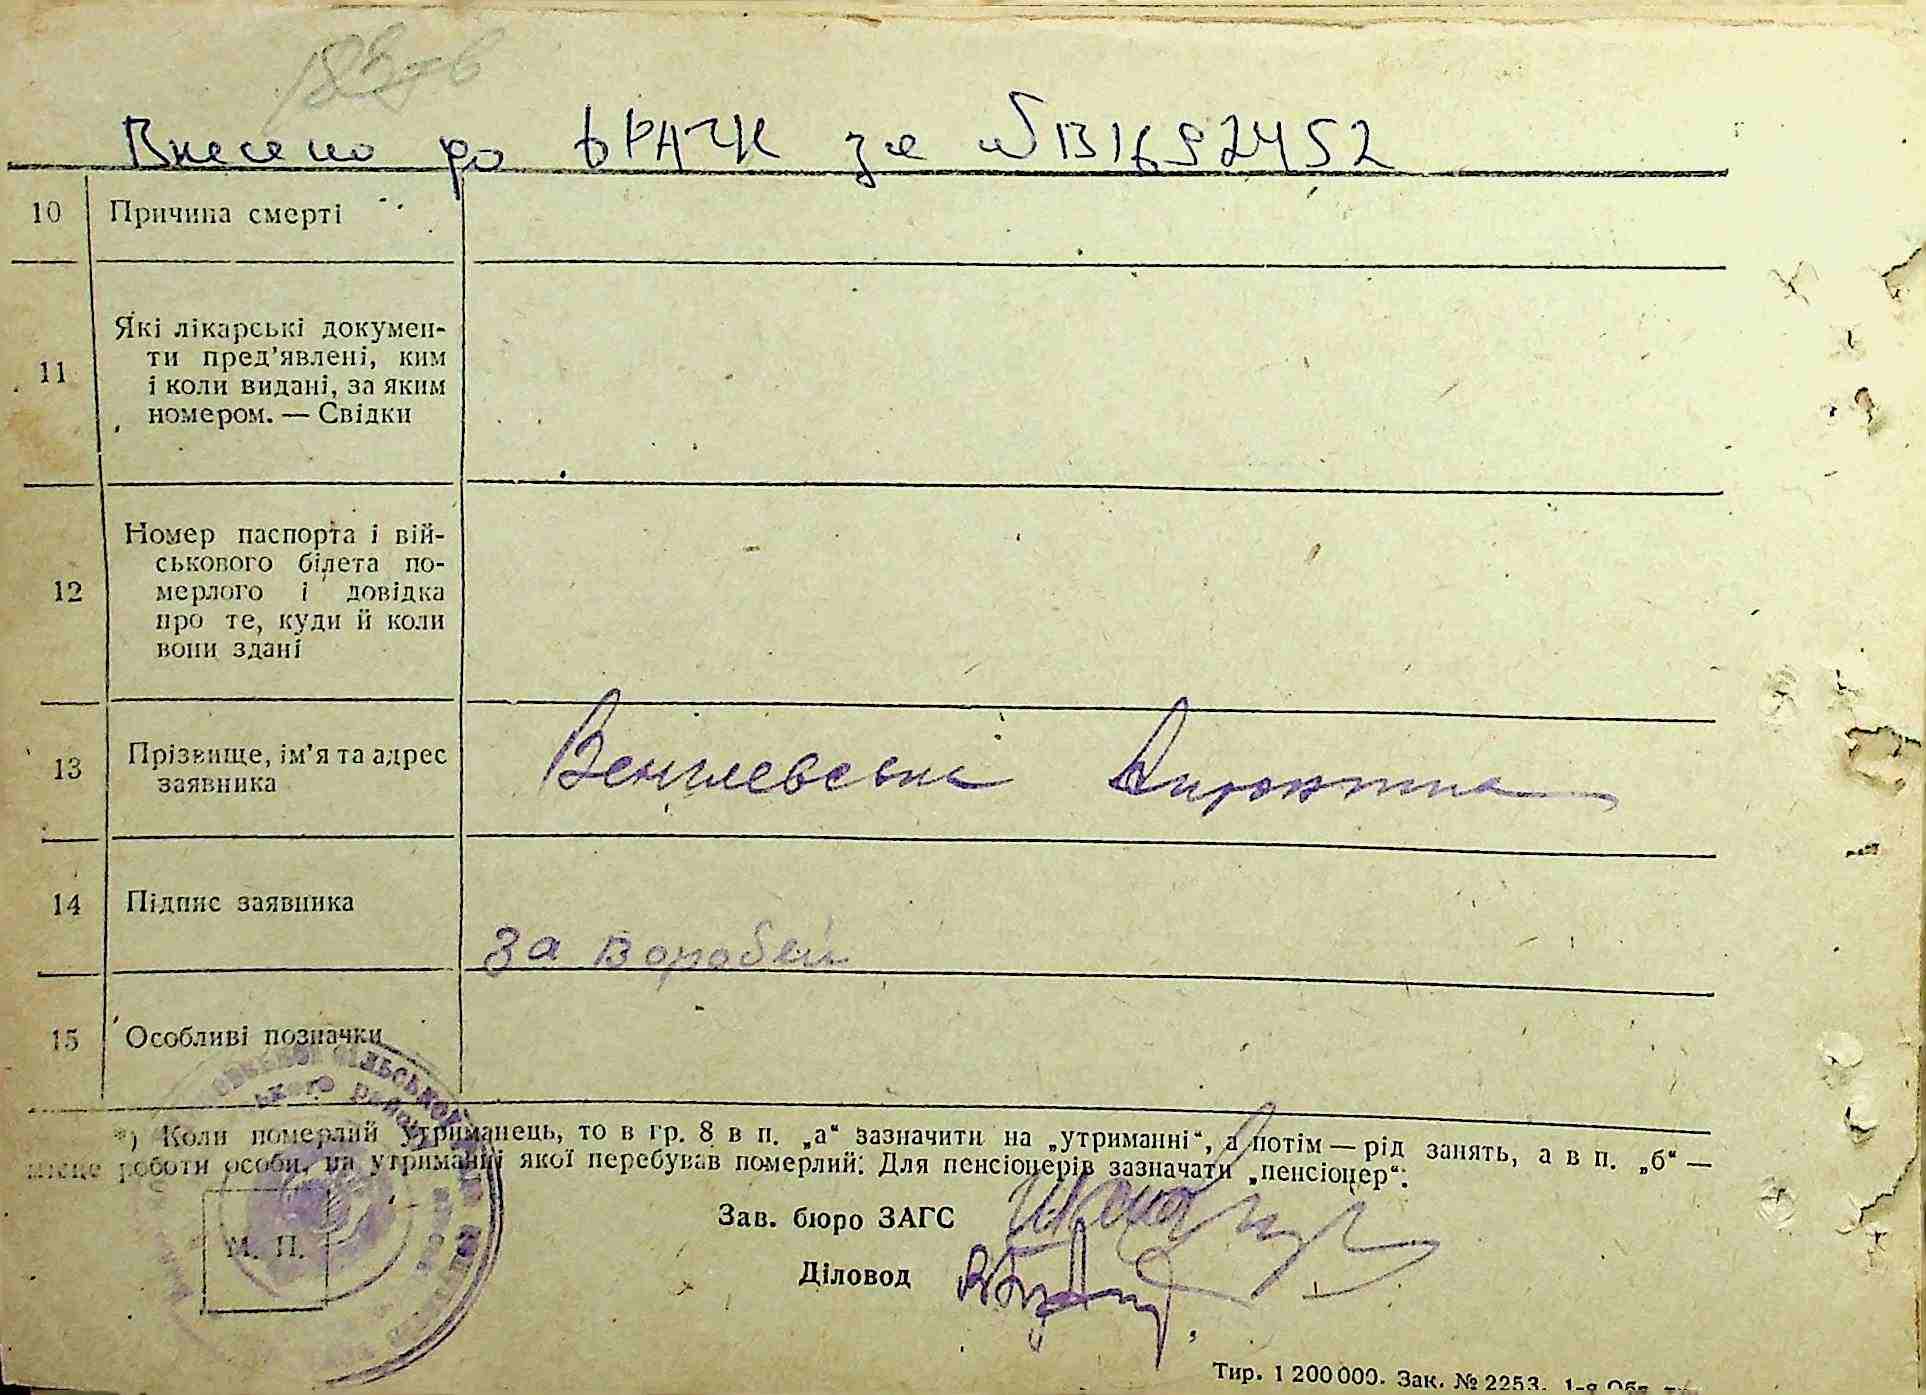 Внесено до ДРАЦС за №131692452
10 Причина смерті
Які лікарські докумен-
ти пред'явлені, ким
11 і коли видані, за яким
номером. — Свідки
Номер паспорта і вій-
ськового білета по-
12 мерлого і довідка
про те, куди й коли
вони здані
13 Прізвище, ім'я та адрес
заявника
14 Підпис заявника
За Воробей
15 Особливі позначки
*) Коли померлий утриманець, то в гр. 8 в п. „а“ зазначити на „утриманні“, а потім — рід занять, а в п. „б“ —
місце роботи особи, на утриманні якої перебував померлий: Для пенсіонерів зазначати „пенсіонер“:
Зав. бюро ЗАГС
М. П.
Діловод
Тир. 1 200 000. Зак. № 2253. 1-я Обл.